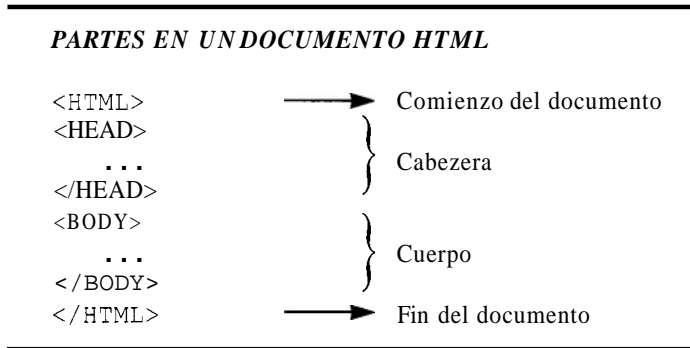 PARTES EN UN DOCUMENTO HTML
<HTML> Comienzo del documento
<HEAD>
... Cabezera
</HEAD>
<BODY>
... Cuerpo
</BODY>
</HTML> Fin del documento